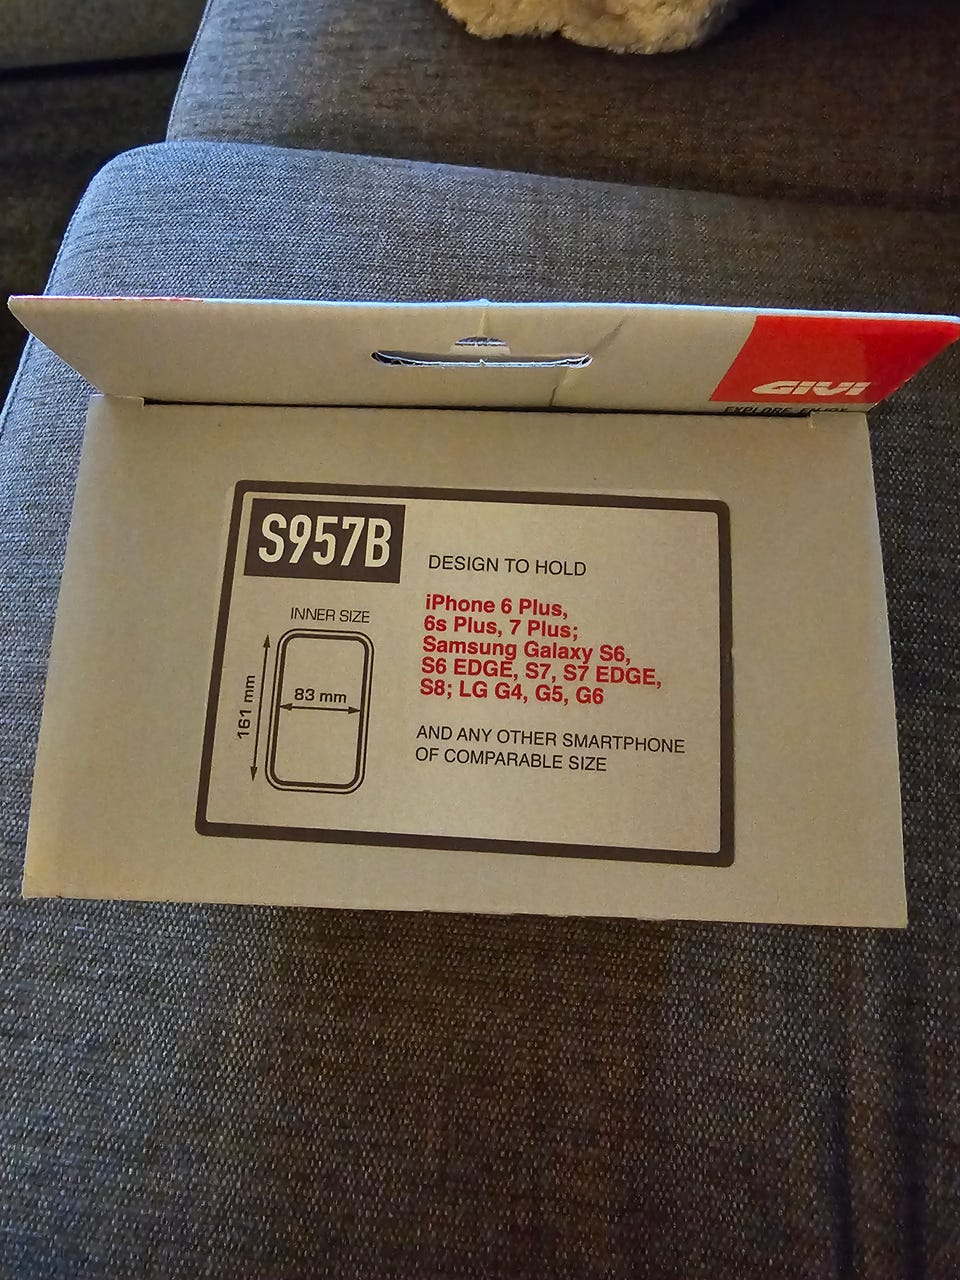 GIVI
EXPLORE ENJOY
S957B
DESIGN TO HOLD
iPhone 6 Plus,
6s Plus, 7 Plus;
Samsung Galaxy S6,
S6 EDGE, S7, S7 EDGE,
S8; LG G4, G5, G6
AND ANY OTHER SMARTPHONE
OF COMPARABLE SIZE
INNER SIZE
83 mm
161 mm